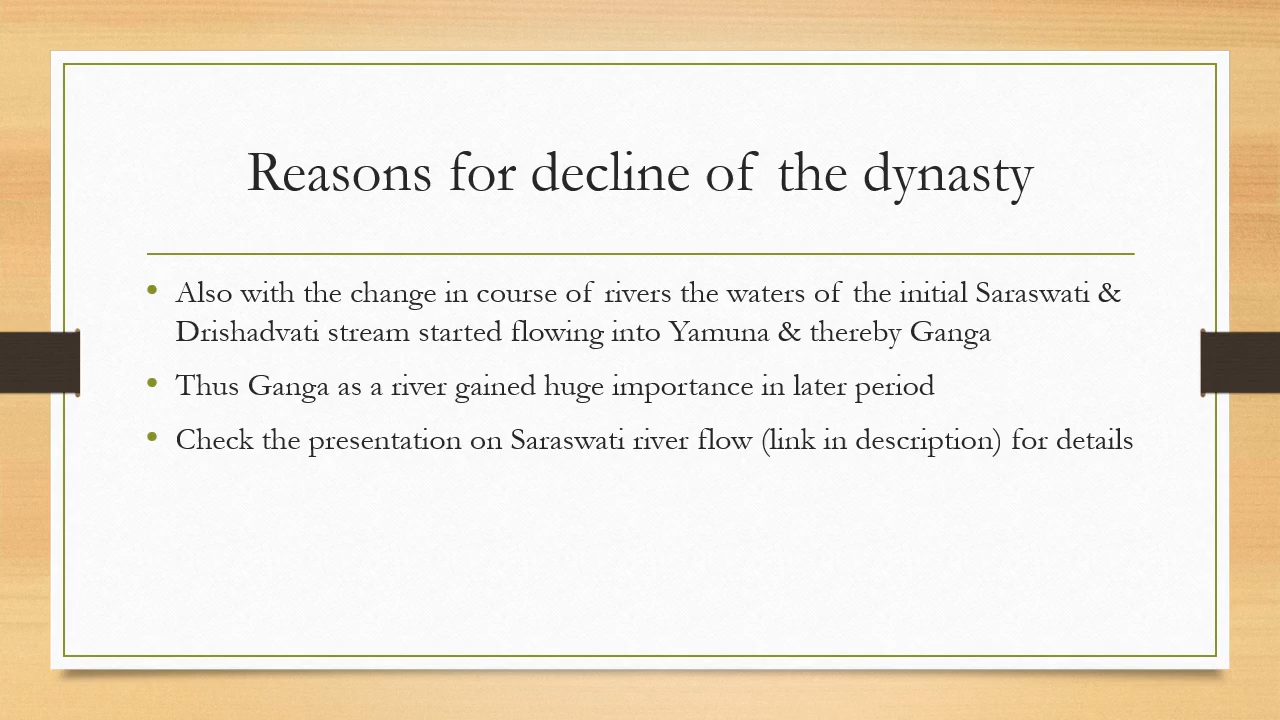 Reasons for decline of the dynasty
• Also with the change in course of rivers the waters of the initial Saraswati &
Drishadvati stream started flowing into Yamuna & thereby Ganga
• Thus Ganga as a river gained huge importance in later period
• Check the presentation on Saraswati river flow (link in description) for details